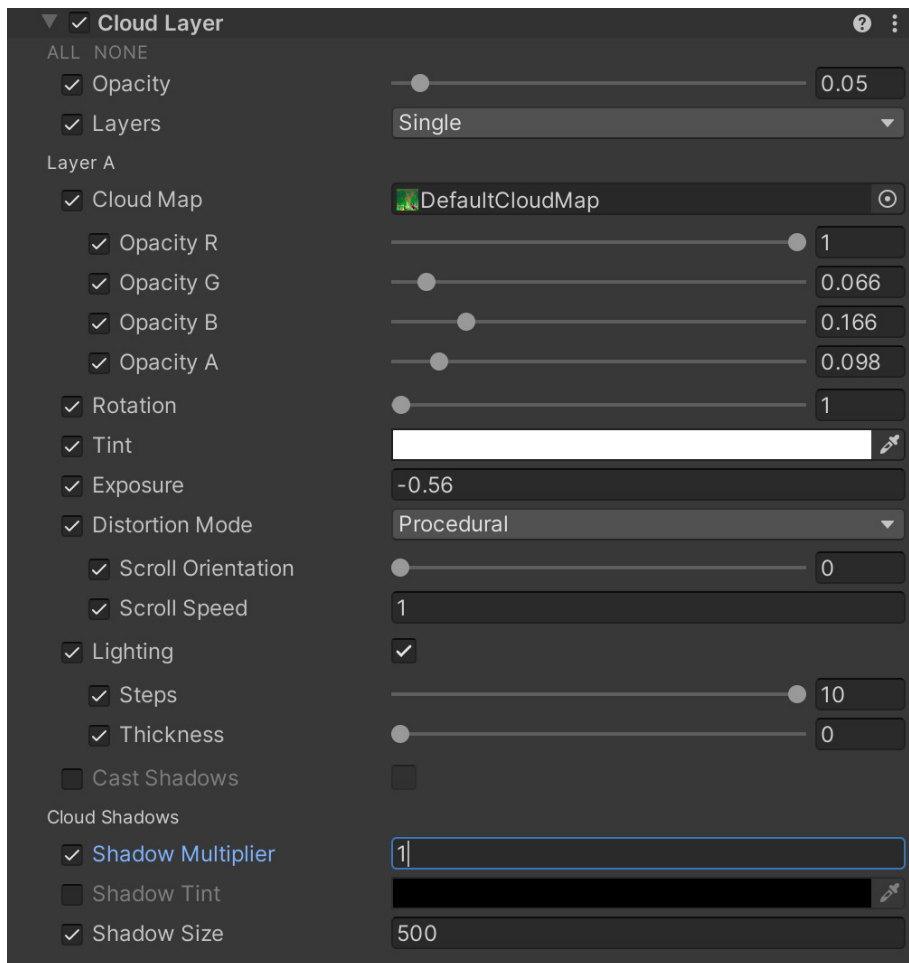 Cloud Layer
ALL NONE
Opacity 0.05
Layers Single
Layer A
Cloud Map DefaultCloudMap
Opacity R 1
Opacity G 0.066
Opacity B 0.166
Opacity A 0.098
Rotation 1
Tint
Exposure -0.56
Distortion Mode Procedural
Scroll Orientation 0
Scroll Speed 1
Lighting
Steps 10
Thickness 0
Cast Shadows
Cloud Shadows
Shadow Multiplier 1
Shadow Tint
Shadow Size 500